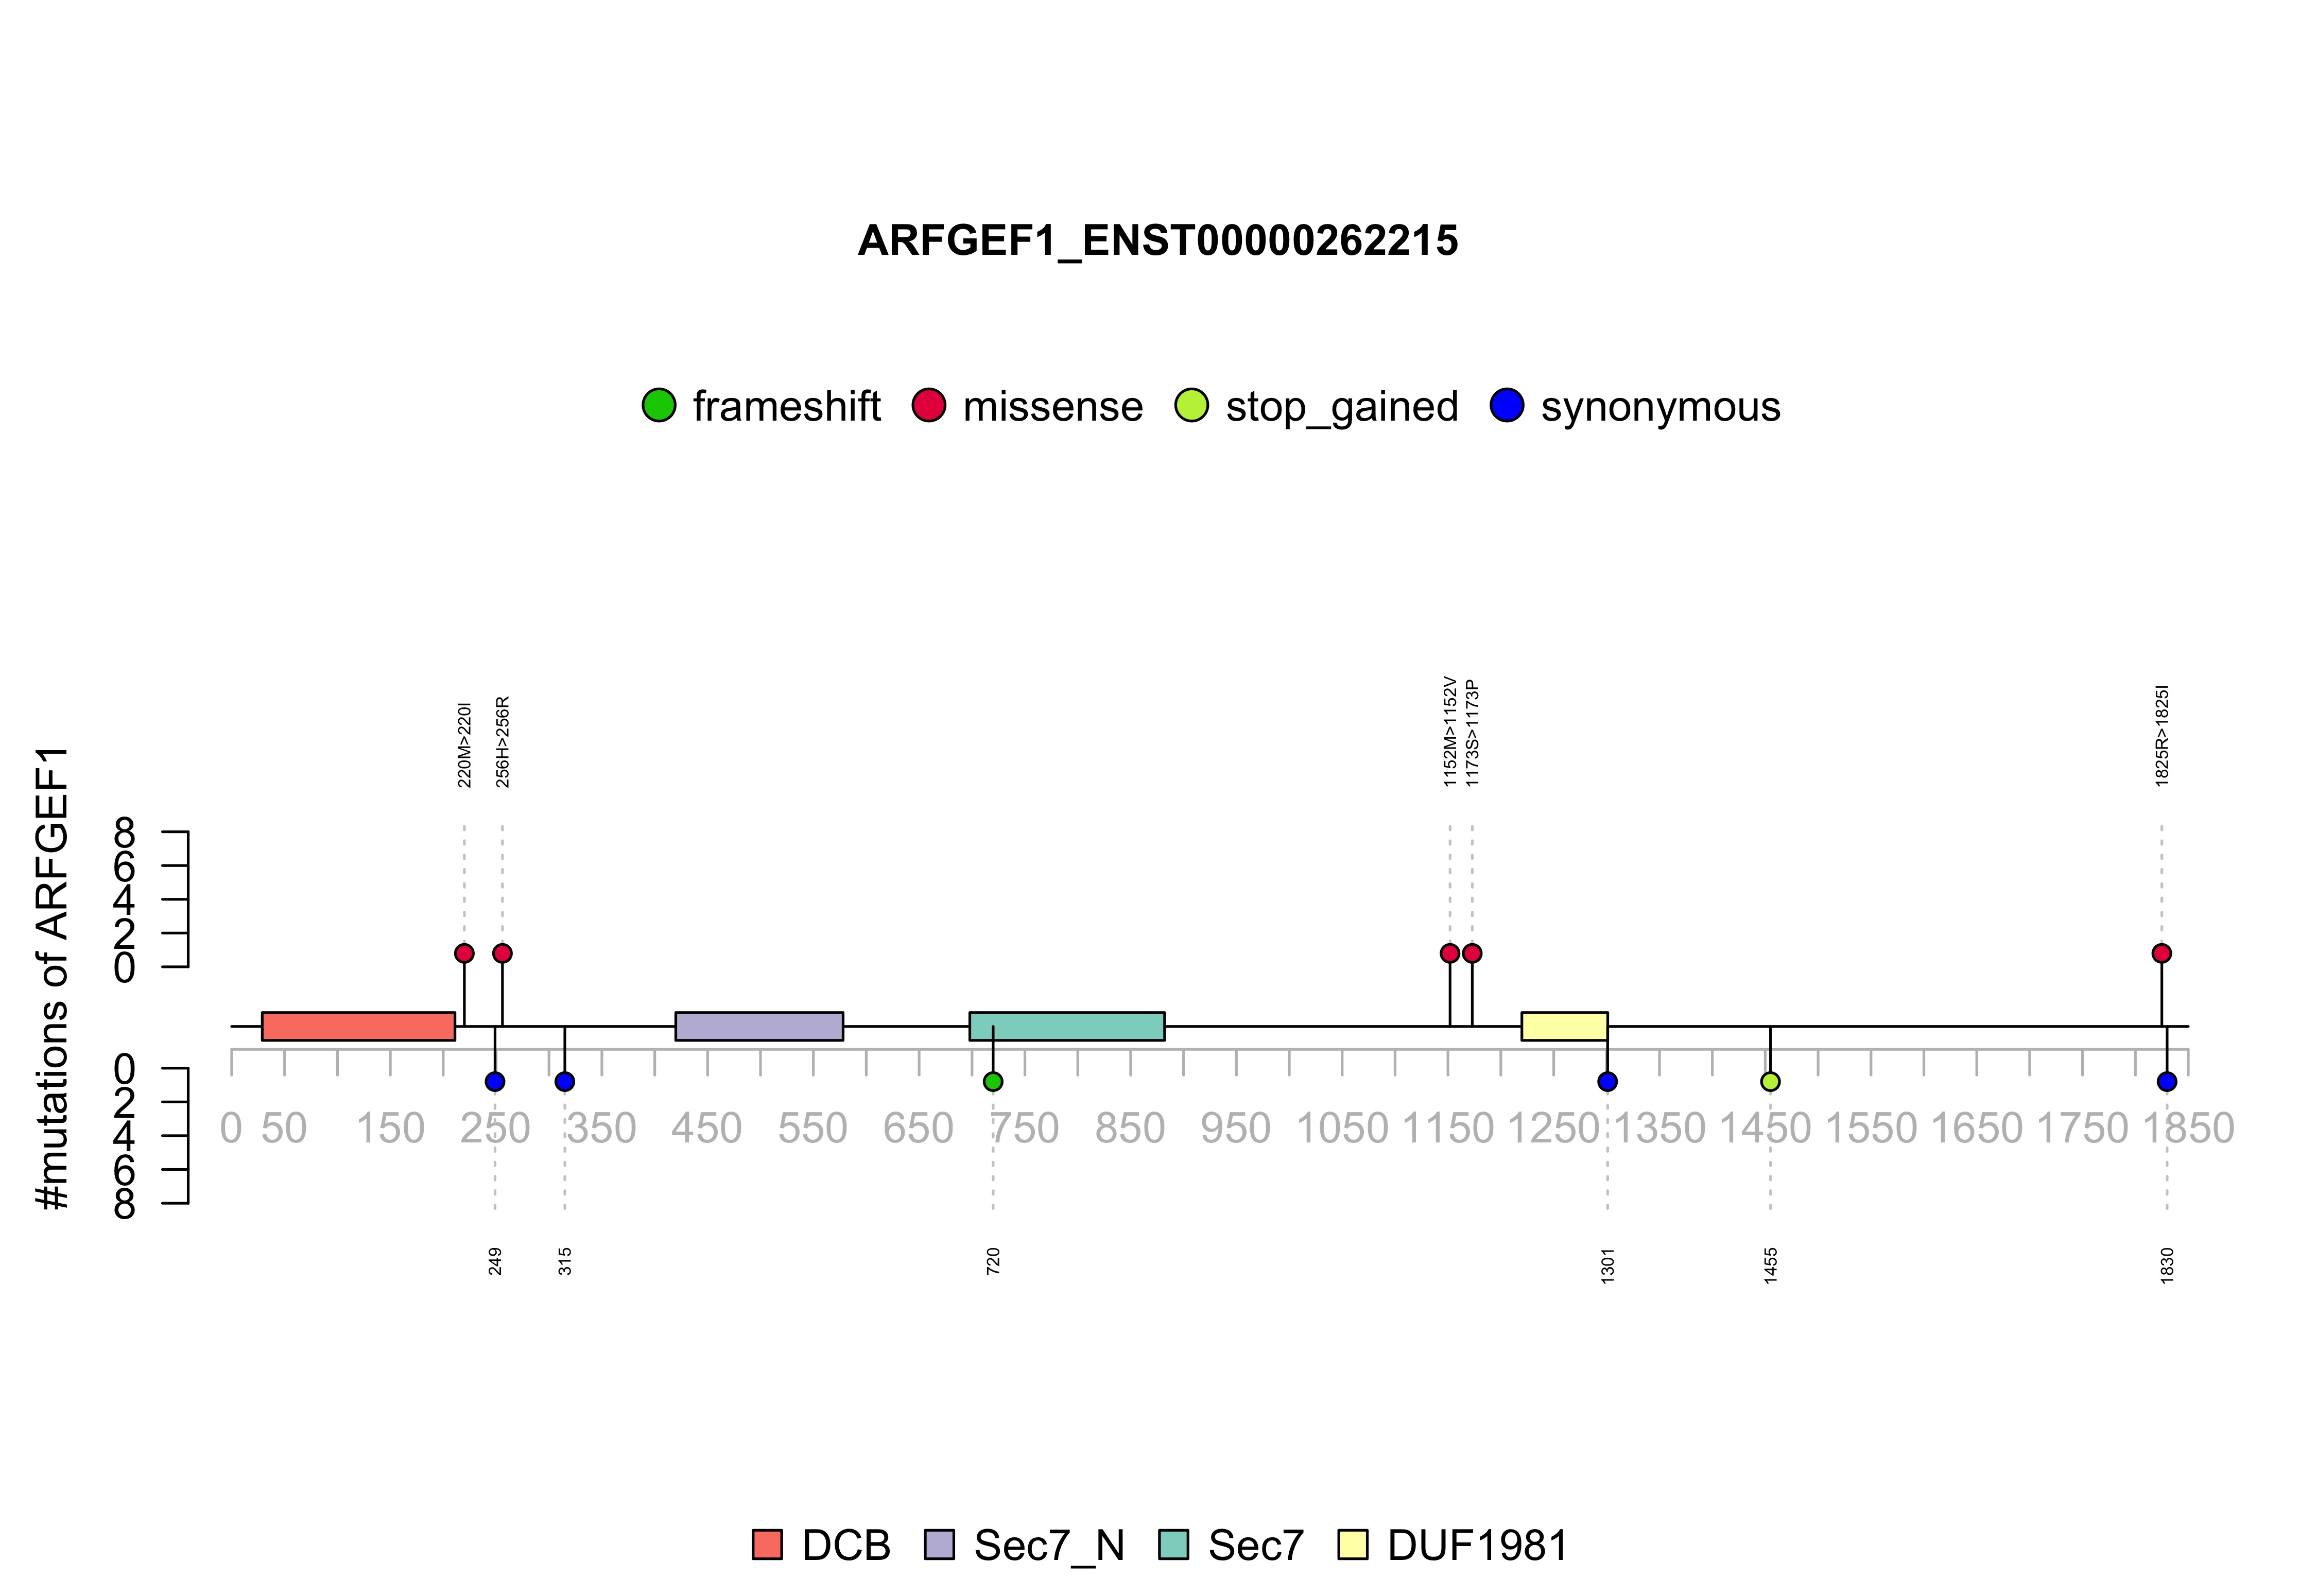 ARFGEF1_ENST00000262215
frameshift missense stop_gained synonymous
220M>220I
256H>256R
1152M>1152V
1173S>1173P
1825R>1825I
#mutations of ARFGEF1
8
6
4
2
0
0
2
4
6
8
0 50 150 250 350 450 550 650 750 850 950 1050 1150 1250 1350 1450 1550 1650 1750 1850
249
315
720
1301
1455
1830
DCB Sec7_N Sec7 DUF1981